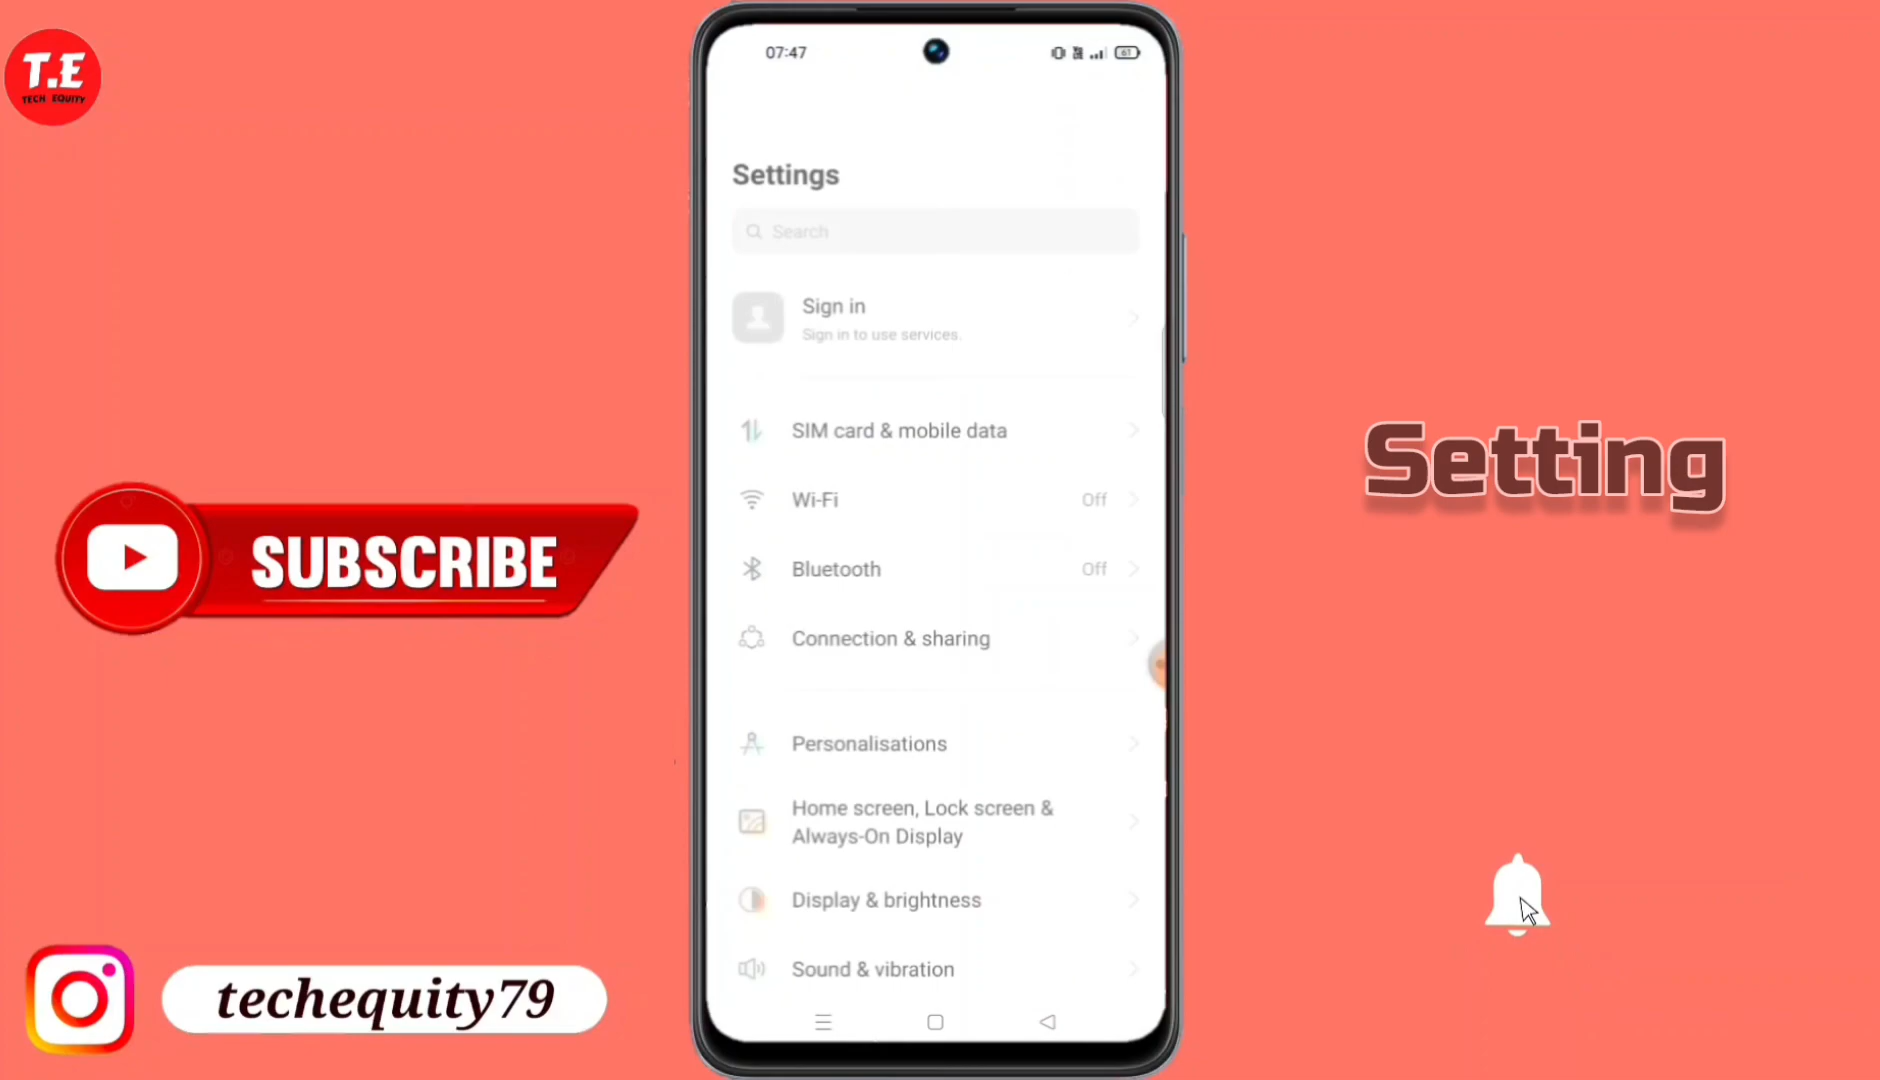 T.E
TECH EQUITY
07:47
61
Settings
Search
Sign in
Sign in to use services.
SIM card & mobile data
Wi-Fi Off
Bluetooth Off
Connection & sharing
Personalisations
Home screen, Lock screen &
Always-On Display
Display & brightness
Sound & vibration
SUBSCRIBE
techequity79
Setting